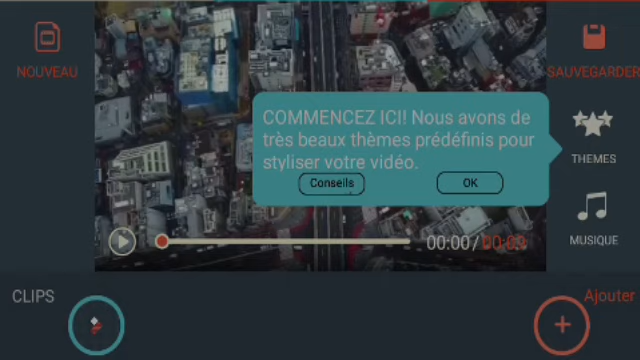 NOUVEAU
SAUVEGARDER
COMMENCEZ ICI! Nous avons de
très beaux thèmes prédéfinis pour
styliser votre vidéo.
Conseils
OK
THEMES
MUSIQUE
00:00/
CLIPS
Ajouter